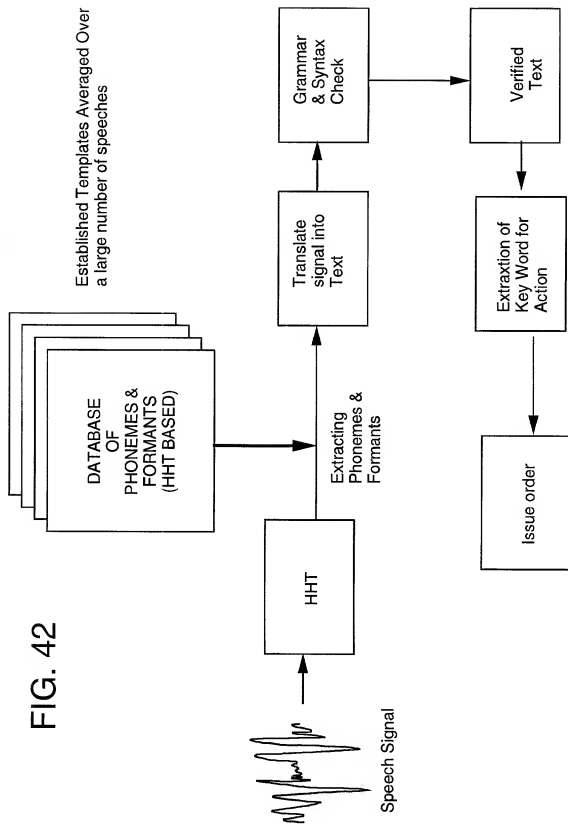 FIG. 42
Established Templates Averaged Over
a large number of speeches
DATABASE
OF
PHONEMES &
FORMANTS
(HHT BASED)
Speech Signal
HHT
Extracting
Phonemes &
Formants
Translate
signal into
Text
Grammar
& Syntax
Check
Verified
Text
Extraxtion of
Key Word for
Action
Issue order